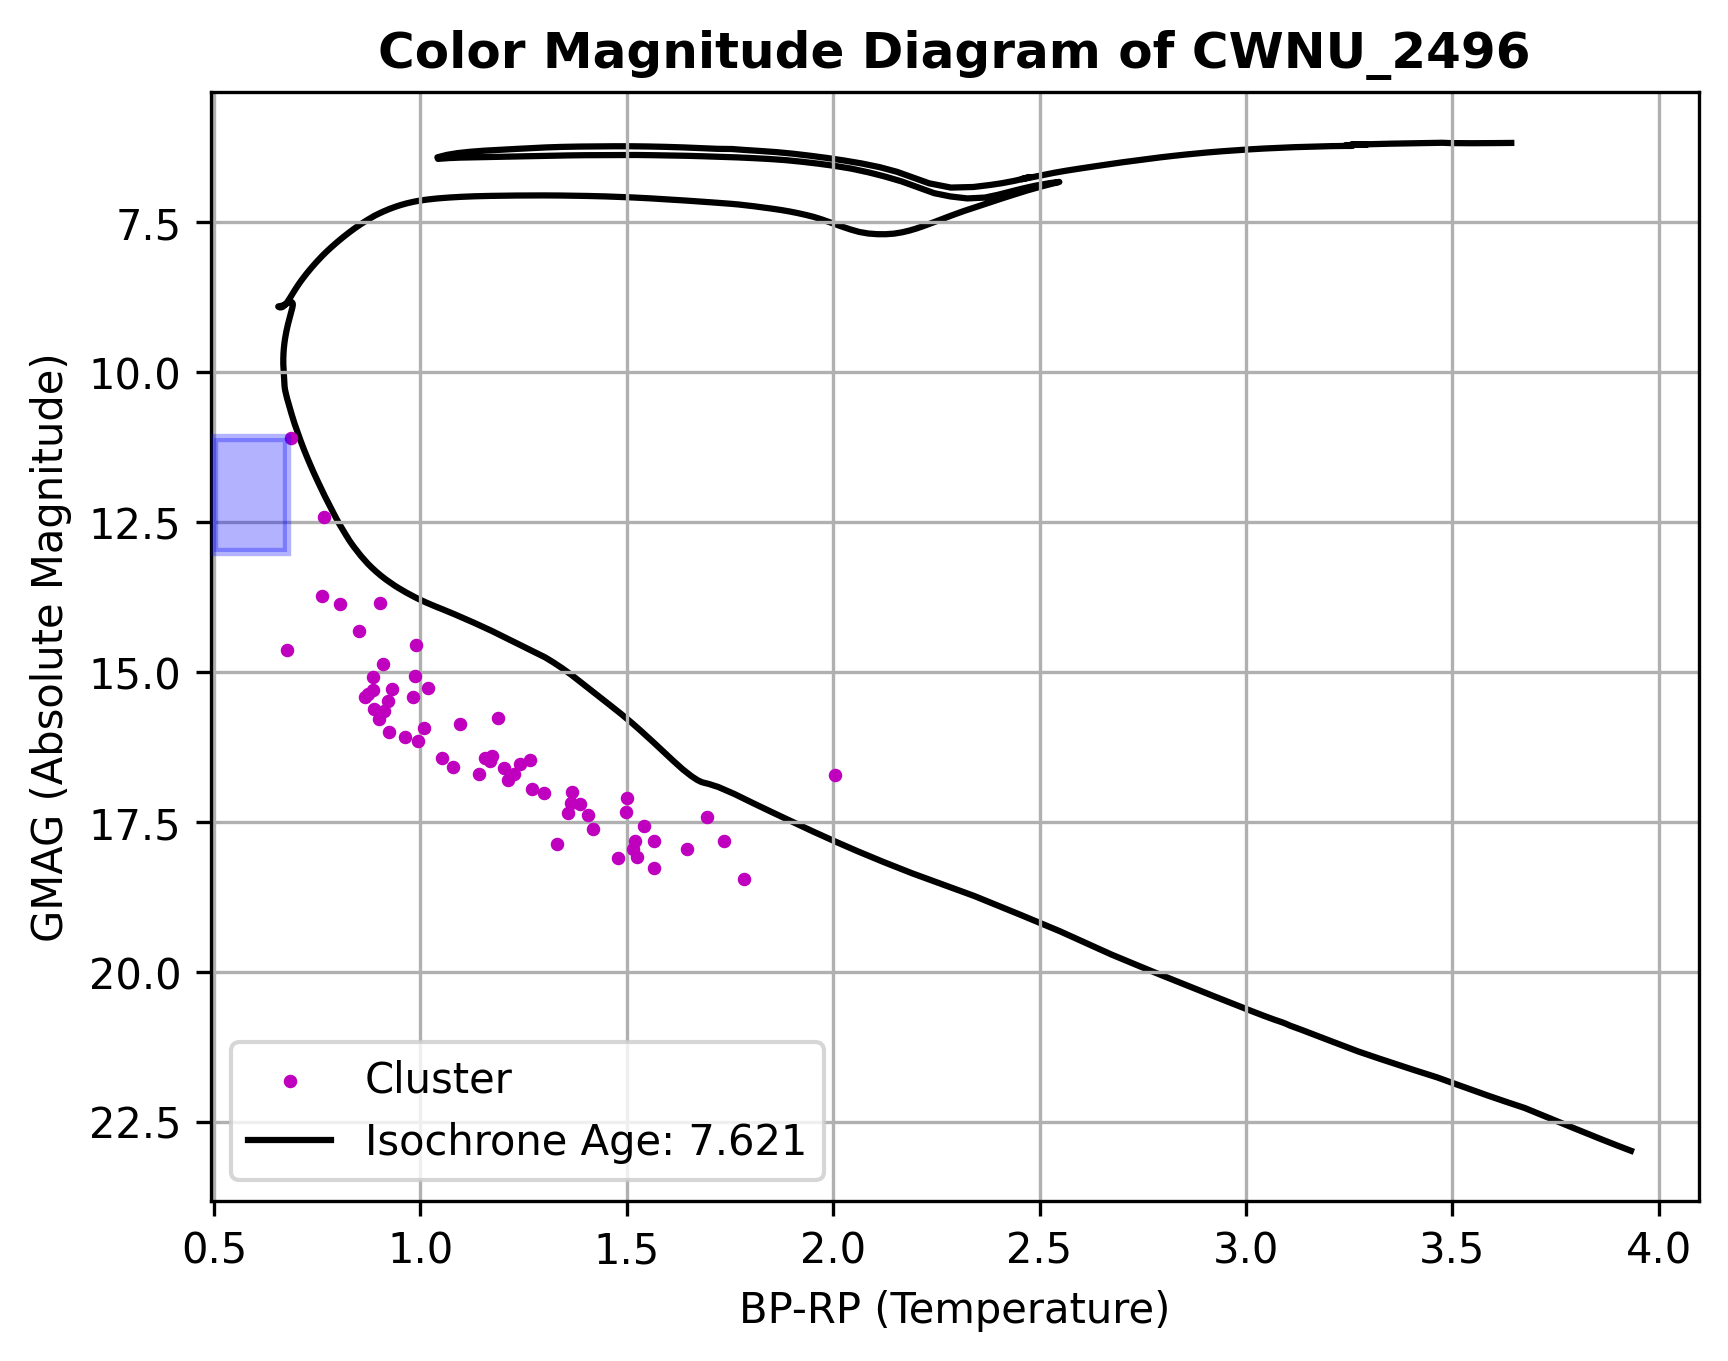 Color Magnitude Diagram of CWNU_2496
GMAG (Absolute Magnitude)
7.5
10.0
12.5
15.0
17.5
20.0
22.5
Cluster
Isochrone Age: 7.621
0.5 1.0 1.5 2.0 2.5 3.0 3.5 4.0
BP-RP (Temperature)